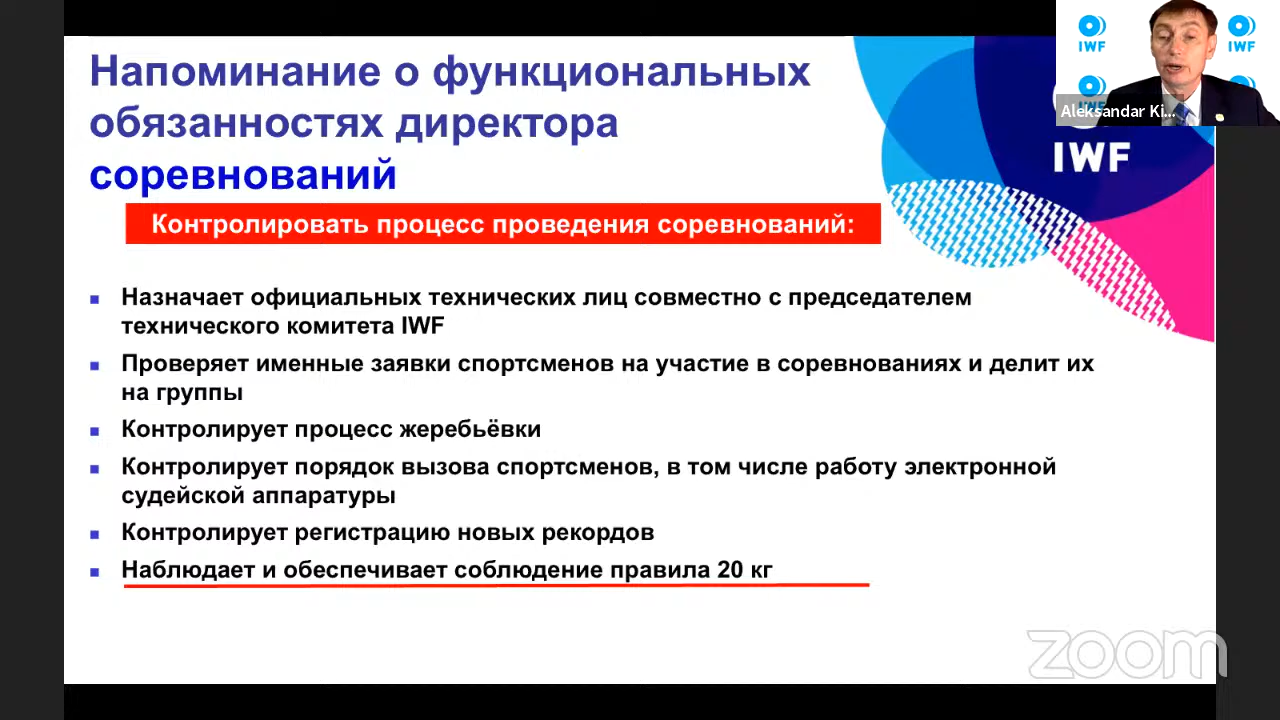 Напоминание о функциональных
обязанностях директора
соревнований
Контролировать процесс проведения соревнований:
Назначает официальных технических лиц совместно с председателем
технического комитета IWF
Проверяет именные заявки спортсменов на участие в соревнованиях и делит их
на группы
Контролирует процесс жеребьёвки
Контролирует порядок вызова спортсменов, в том числе работу электронной
судейской аппаратуры
Контролирует регистрацию новых рекордов
Наблюдает и обеспечивает соблюдение правила 20 кг
IWF
IWF
IWF
IWF
Aleksandar Ki...
zoom